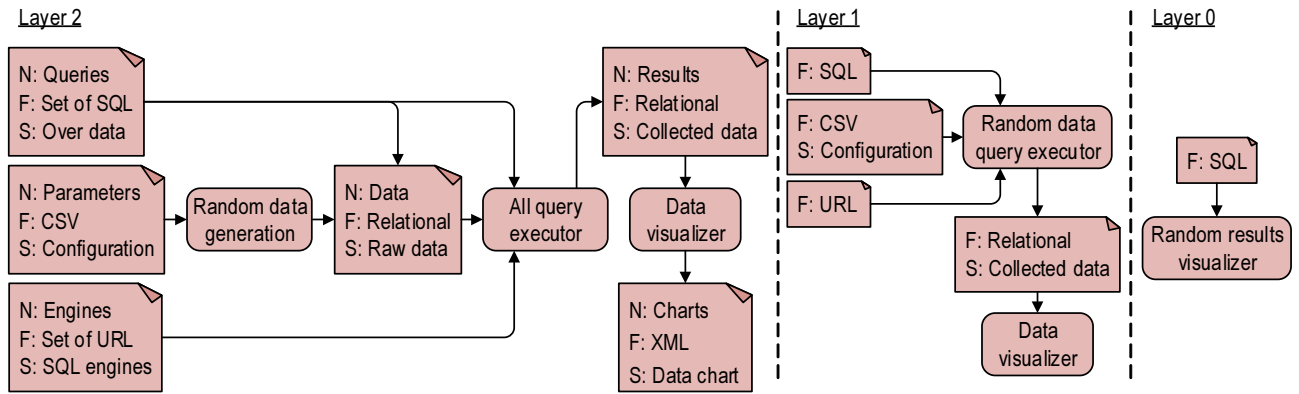 Layer 2
N: Queries
F: Set of SQL
S: Over data
N: Parameters
F: CSV
S: Configuration
N: Engines
F: Set of URL
S: SQL engines
Random data
generation
N: Data
F: Relational
S: Raw data
All query
executor
N: Results
F: Relational
S: Collected data
Data
visualizer
N: Charts
F: XML
S: Data chart
Layer 1
F: SQL
F: CSV
S: Configuration
F: URL
Random data
query executor
F: Relational
S: Collected data
Data
visualizer
Layer 0
F: SQL
Random results
visualizer